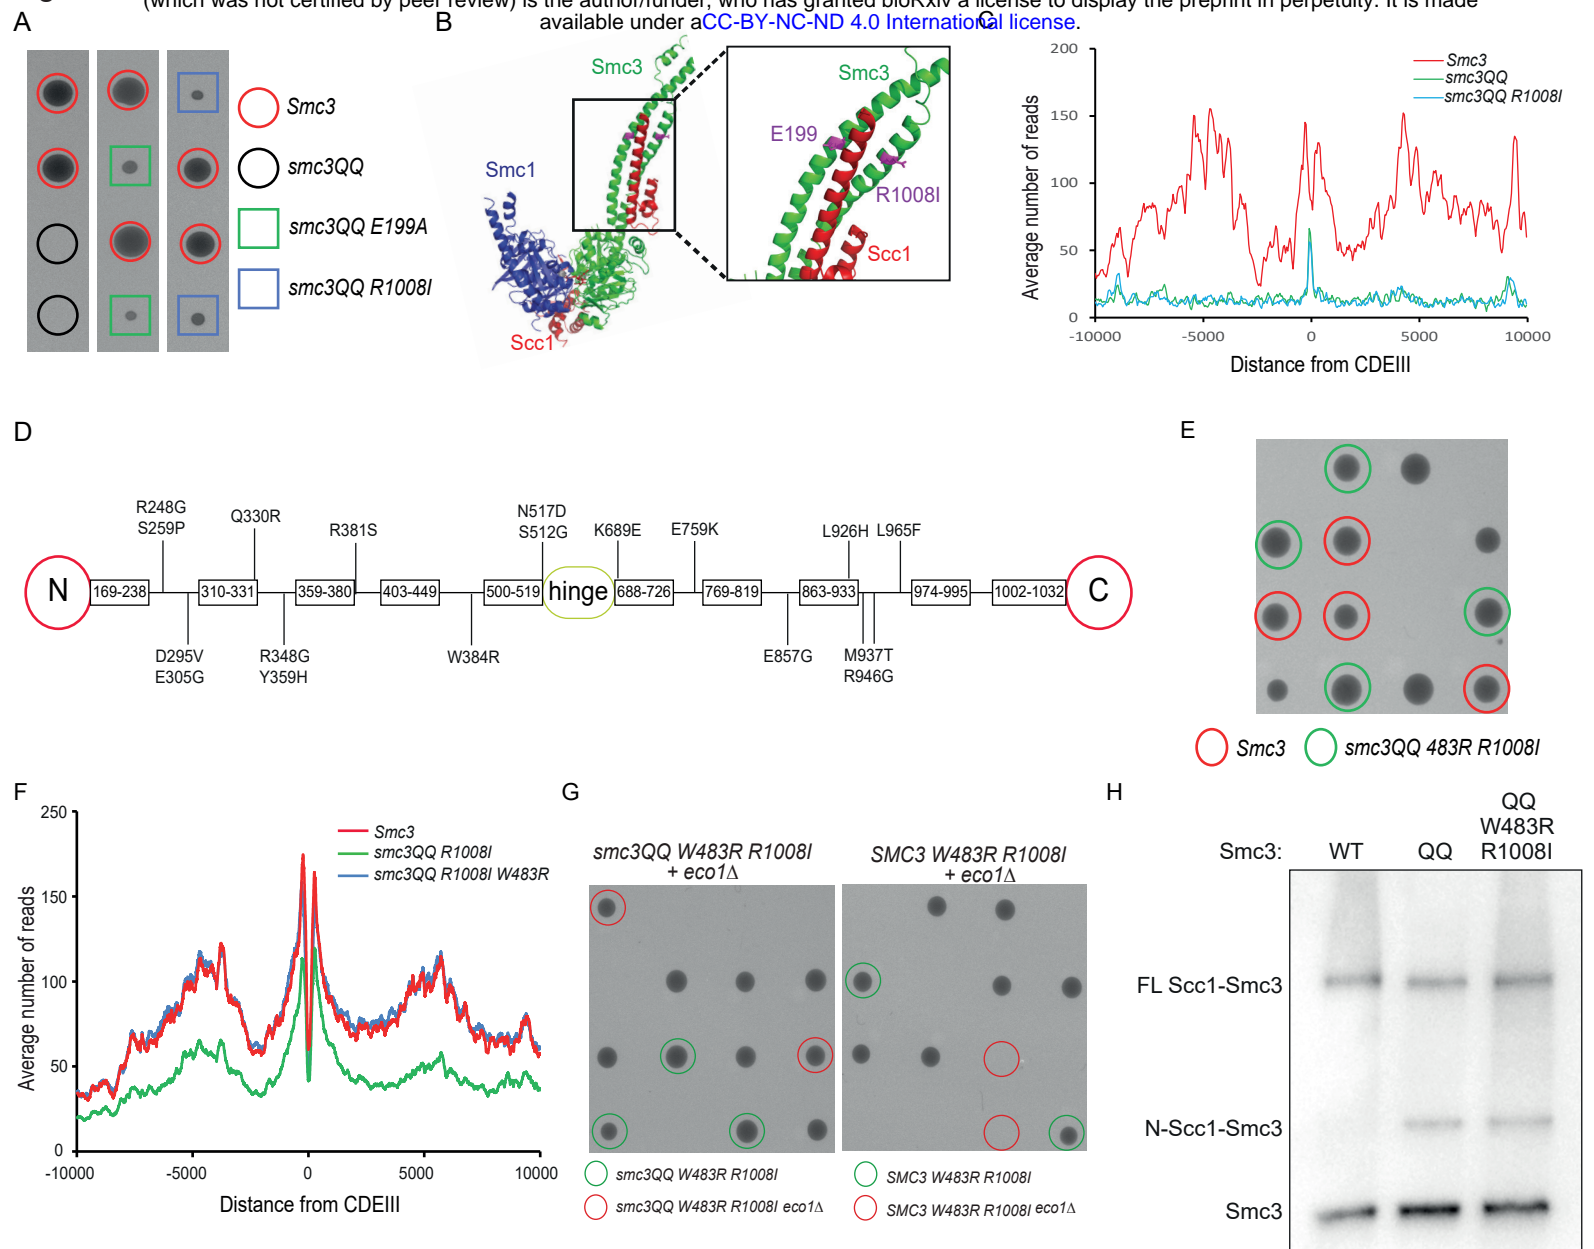 (which was not certified by peer review) is the author/funder, who has granted bioRxiv a license to display the preprint in perpetuity. It is made
available under aCC-BY-NC-ND 4.0 International license.
A
Smc3
smc3QQ
smc3QQ E199A
smc3QQ R1008I
B
Smc3
Smc1
Scc1
Smc3
E199
R1008I
Scc1
C
200
150
100
50
0
Average number of reads
-10000
-5000
0
5000
10000
Distance from CDEIII
Smc3
smc3QQ
smc3QQ R1008I
D
R248G
S259P
Q330R
R381S
N517D
S512G
K689E
E759K
L926H
L965F
N
169-238
310-331
359-380
403-449
500-519
hinge
688-726
769-819
863-933
974-995
1002-1032
C
D295V
E305G
R348G
Y359H
W384R
E857G
M937T
R946G
E
Smc3
smc3QQ 483R R1008I
F
250
150
100
50
0
Average number of reads
-10000
-5000
0
5000
10000
Distance from CDEIII
Smc3
smc3QQ R1008I
smc3QQ R1008I W483R
G
smc3QQ W483R R1008I
+ eco1Δ
SMC3 W483R R1008I
+ eco1Δ
smc3QQ W483R R1008I
smc3QQ W483R R1008I eco1Δ
SMC3 W483R R1008I
SMC3 W483R R1008I eco1Δ
H
Smc3:
WT
QQ
QQ
W483R
R1008I
FL Scc1-Smc3
N-Scc1-Smc3
Smc3